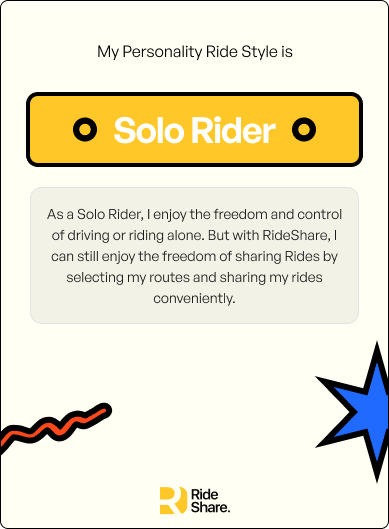 My Personality Ride Style is
Solo Rider
As a Solo Rider, I enjoy the freedom and control
of driving or riding alone. But with RideShare, I
can still enjoy the freedom of sharing Rides by
selecting my routes and sharing my rides
conveniently.
Ride
Share.